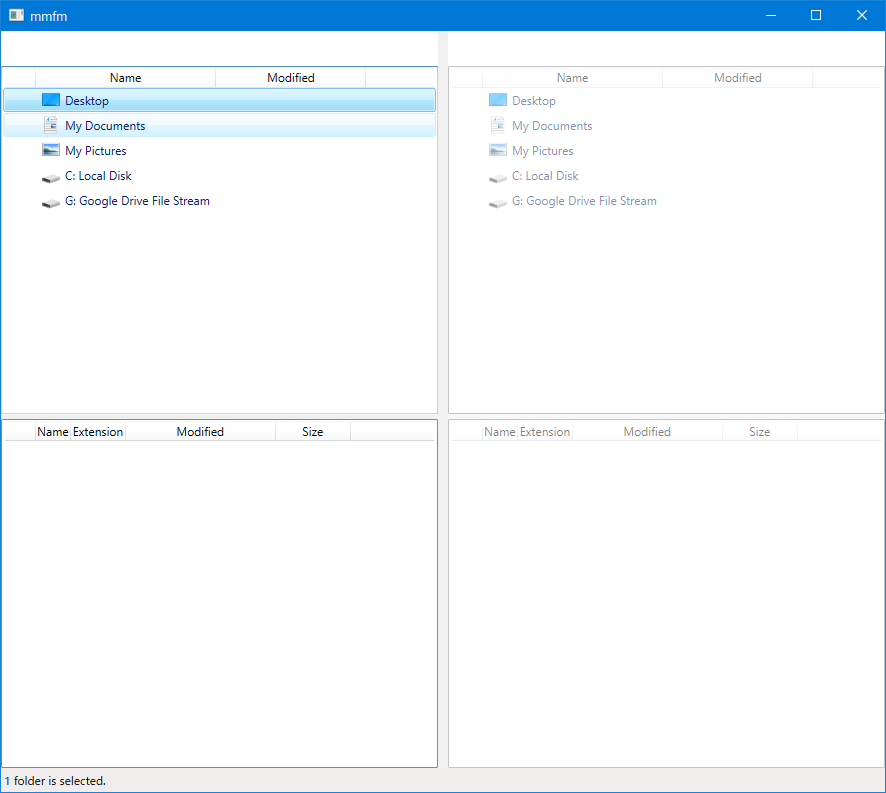 mmfm
Name Modified
Desktop
My Documents
My Pictures
C: Local Disk
G: Google Drive File Stream
Name Modified
Desktop
My Documents
My Pictures
C: Local Disk
G: Google Drive File Stream
Name Extension Modified Size
Name Extension Modified Size
1 folder is selected.